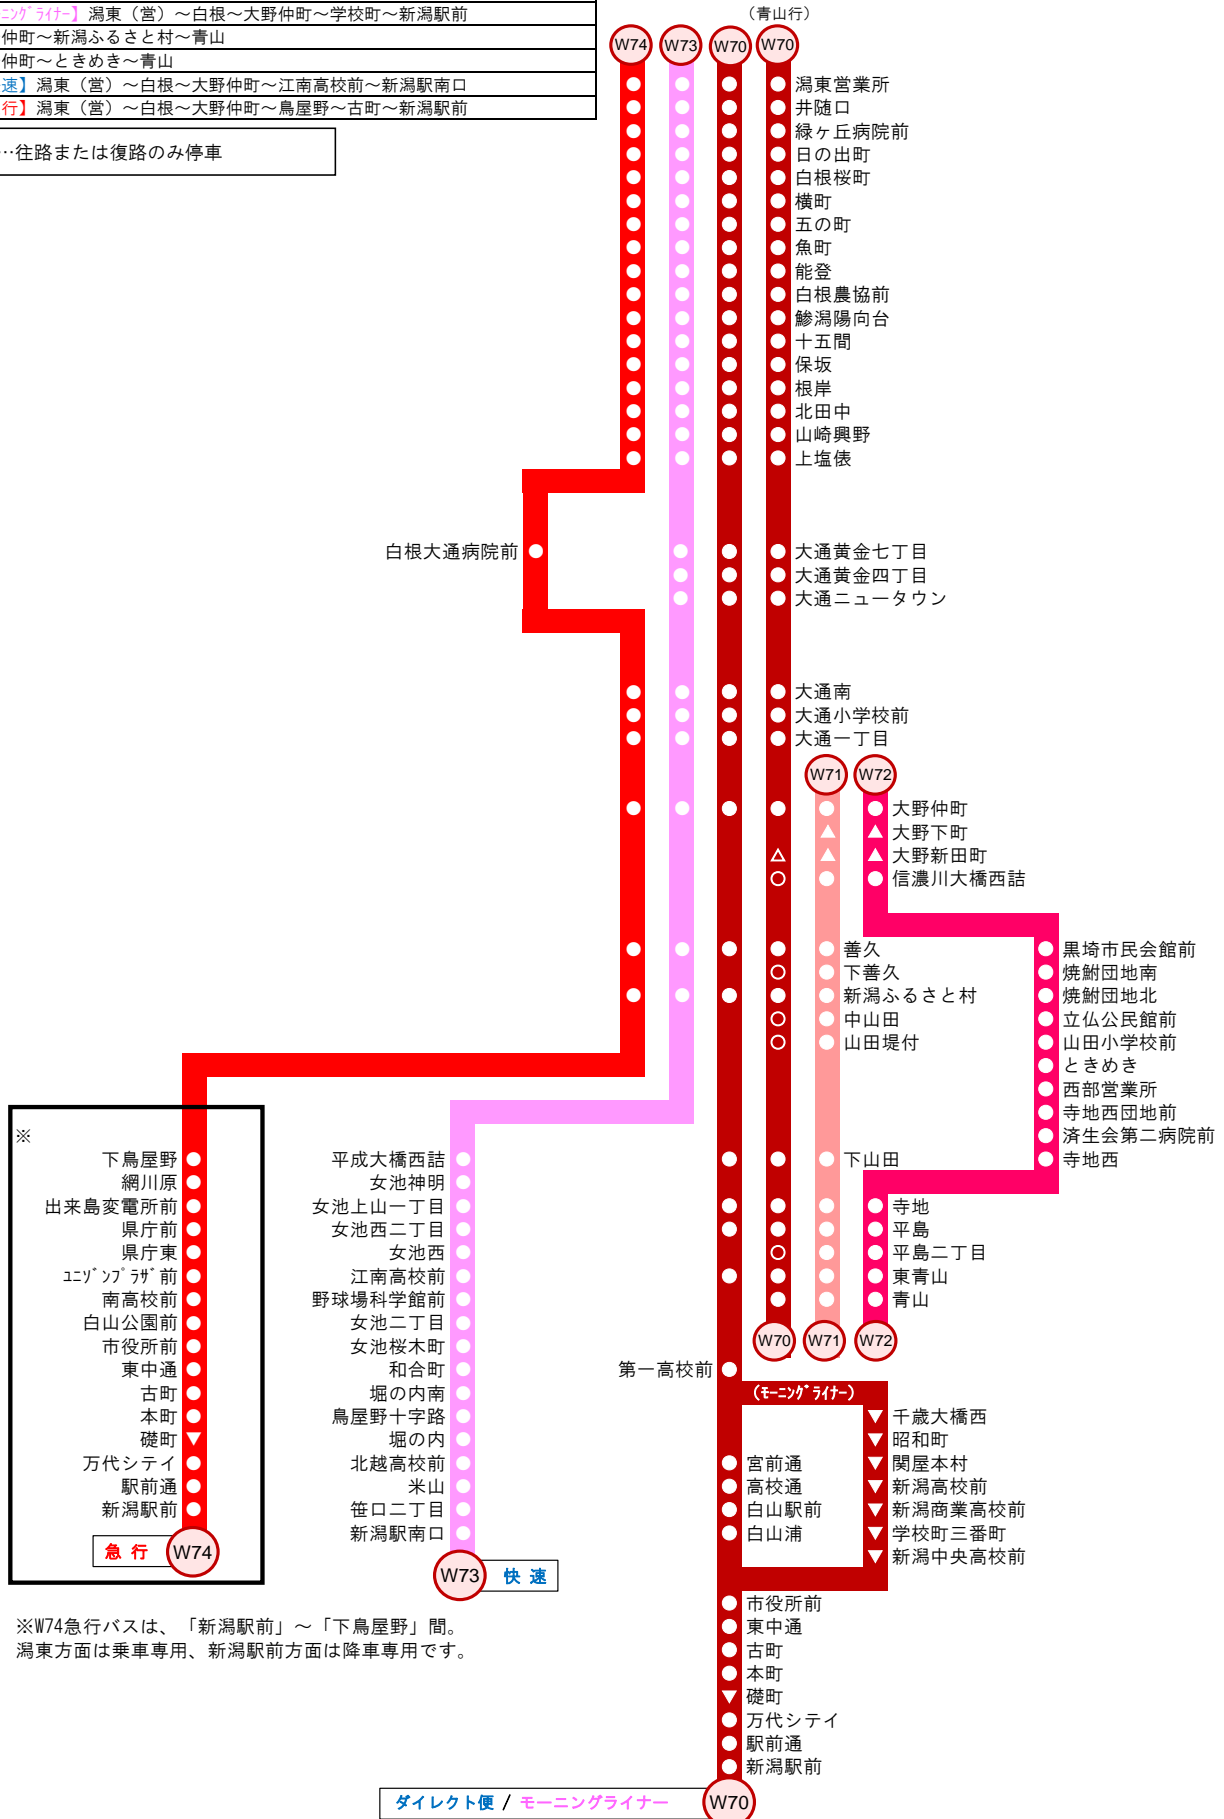 ﾆﾝｸﾞﾗｲﾅｰ】潟東（営）～白根～大野仲町～学校町～新潟駅前
仲町～新潟ふるさと村～青山
仲町～ときめき～青山
速】潟東（営）～白根～大野仲町～江南高校前～新潟駅南口
行】潟東（営）～白根～大野仲町～鳥屋野～古町～新潟駅前
…往路または復路のみ停車
（青山行）
W74 W73 W70 W70
潟東営業所
井随口
緑ヶ丘病院前
日の出町
白根桜町
横町
五の町
魚町
能登
白根農協前
鯵潟陽向台
十五間
保坂
根岸
北田中
山崎興野
上塩俵
白根大通病院前
大通黄金七丁目
大通黄金四丁目
大通ニュータウン
大通南
大通小学校前
大通一丁目
W71 W72
大野仲町
大野下町
大野新田町
信濃川大橋西詰
善久
下善久
新潟ふるさと村
中山田
山田堤付
下山田
黒埼市民会館前
焼鮒団地南
焼鮒団地北
立仏公民館前
山田小学校前
ときめき
西部営業所
寺地西団地前
済生会第二病院前
寺地西
寺地
平島
平島二丁目
東青山
青山
W70 W71 W72
※
下鳥屋野
網川原
出来島変電所前
県庁前
県庁東
ﾕﾆｿﾞﾝﾌﾟﾗｻﾞ前
南高校前
白山公園前
市役所前
東中通
古町
本町
礎町
万代シテイ
駅前通
新潟駅前
急 行 W74
平成大橋西詰
女池神明
女池上山一丁目
女池西二丁目
女池西
江南高校前
野球場科学館前
女池二丁目
女池桜木町
和合町
堀の内南
鳥屋野十字路
堀の内
北越高校前
米山
笹口二丁目
新潟駅南口
W73 快 速
第一高校前
（ﾓｰﾆﾝｸﾞﾗｲﾅｰ）
千歳大橋西
昭和町
関屋本村
新潟高校前
新潟商業高校前
学校町三番町
新潟中央高校前
宮前通
高校通
白山駅前
白山浦
市役所前
東中通
古町
本町
礎町
万代シテイ
駅前通
新潟駅前
※W74急行バスは、「新潟駅前」～「下鳥屋野」間。
潟東方面は乗車専用、新潟駅前方面は降車専用です。
ダイレクト便 / モーニングライナー W70